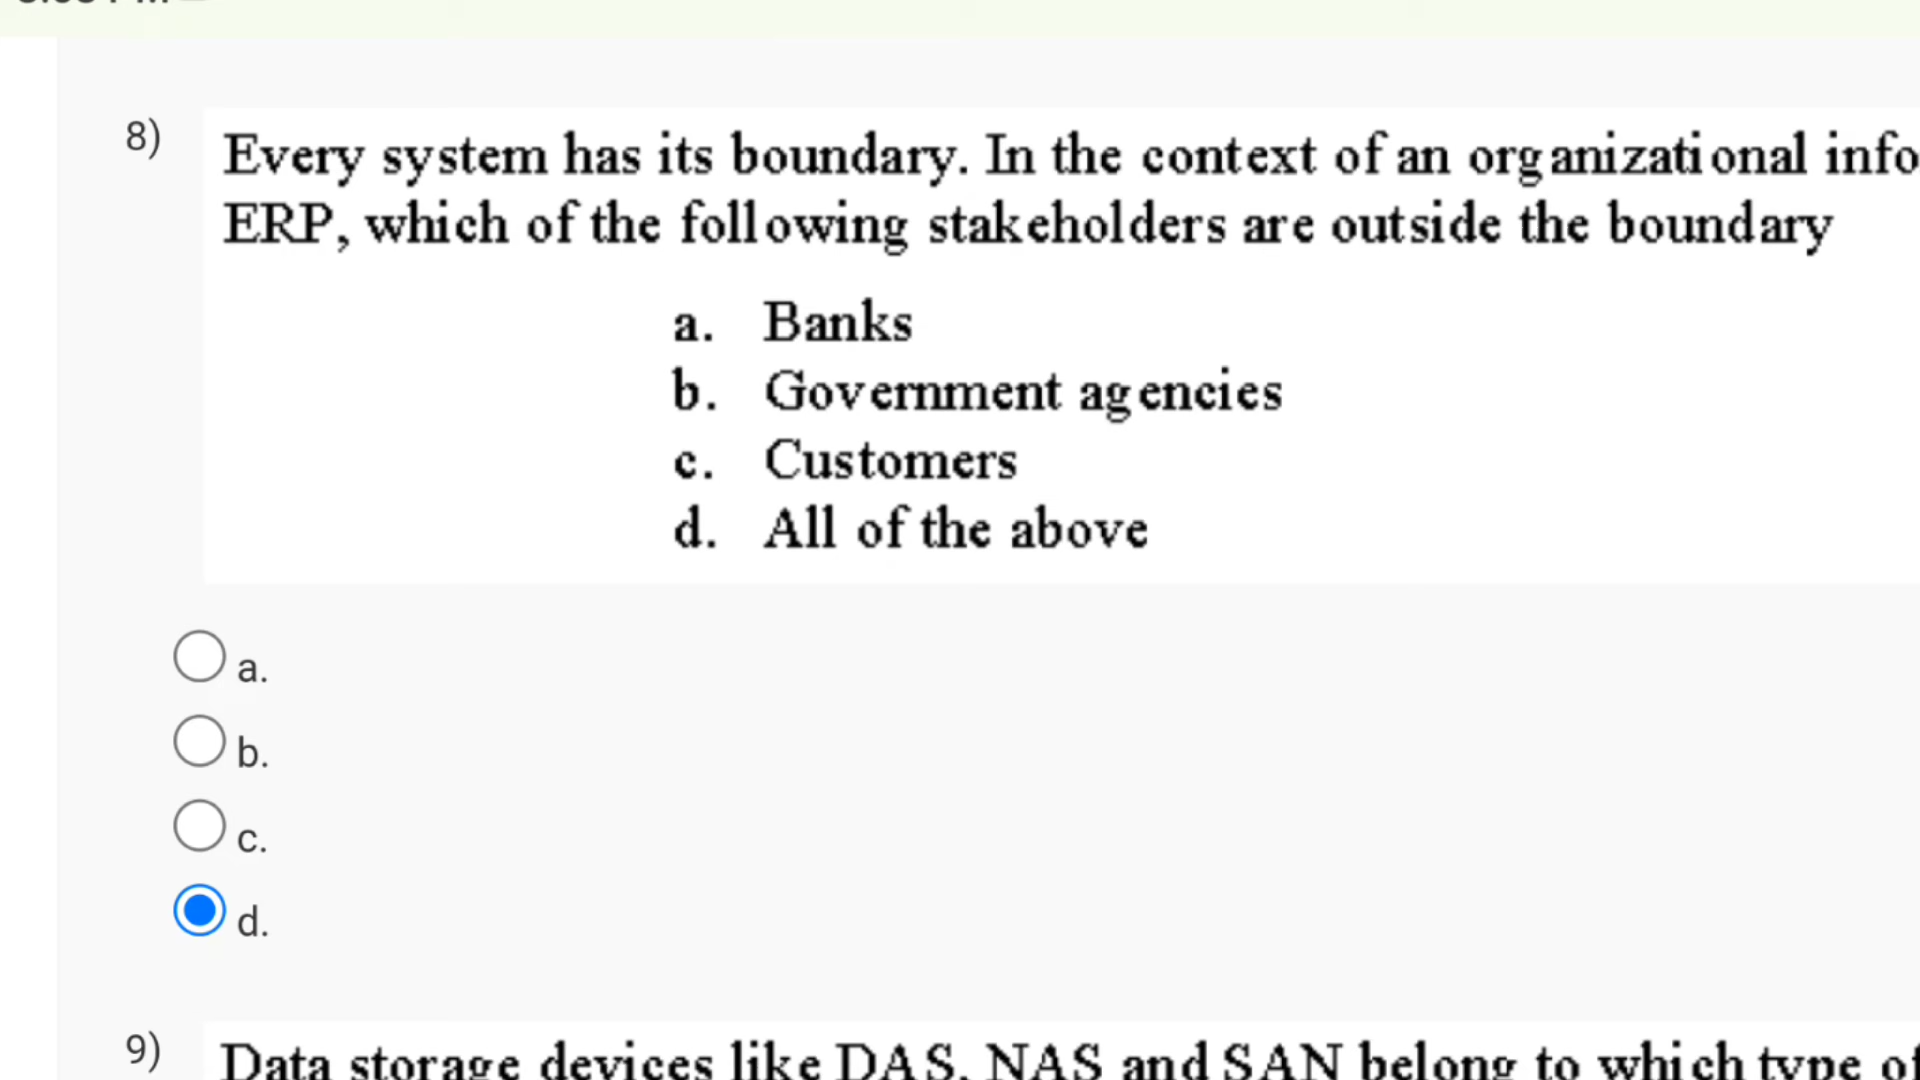 8)
Every system has its boundary. In the context of an organizational info
ERP, which of the following stakeholders are outside the boundary
a. Banks
b. Government agencies
c. Customers
d. All of the above
a.
b.
c.
d.
9)
Data storage devices like DAS, NAS and SAN belong to which type of